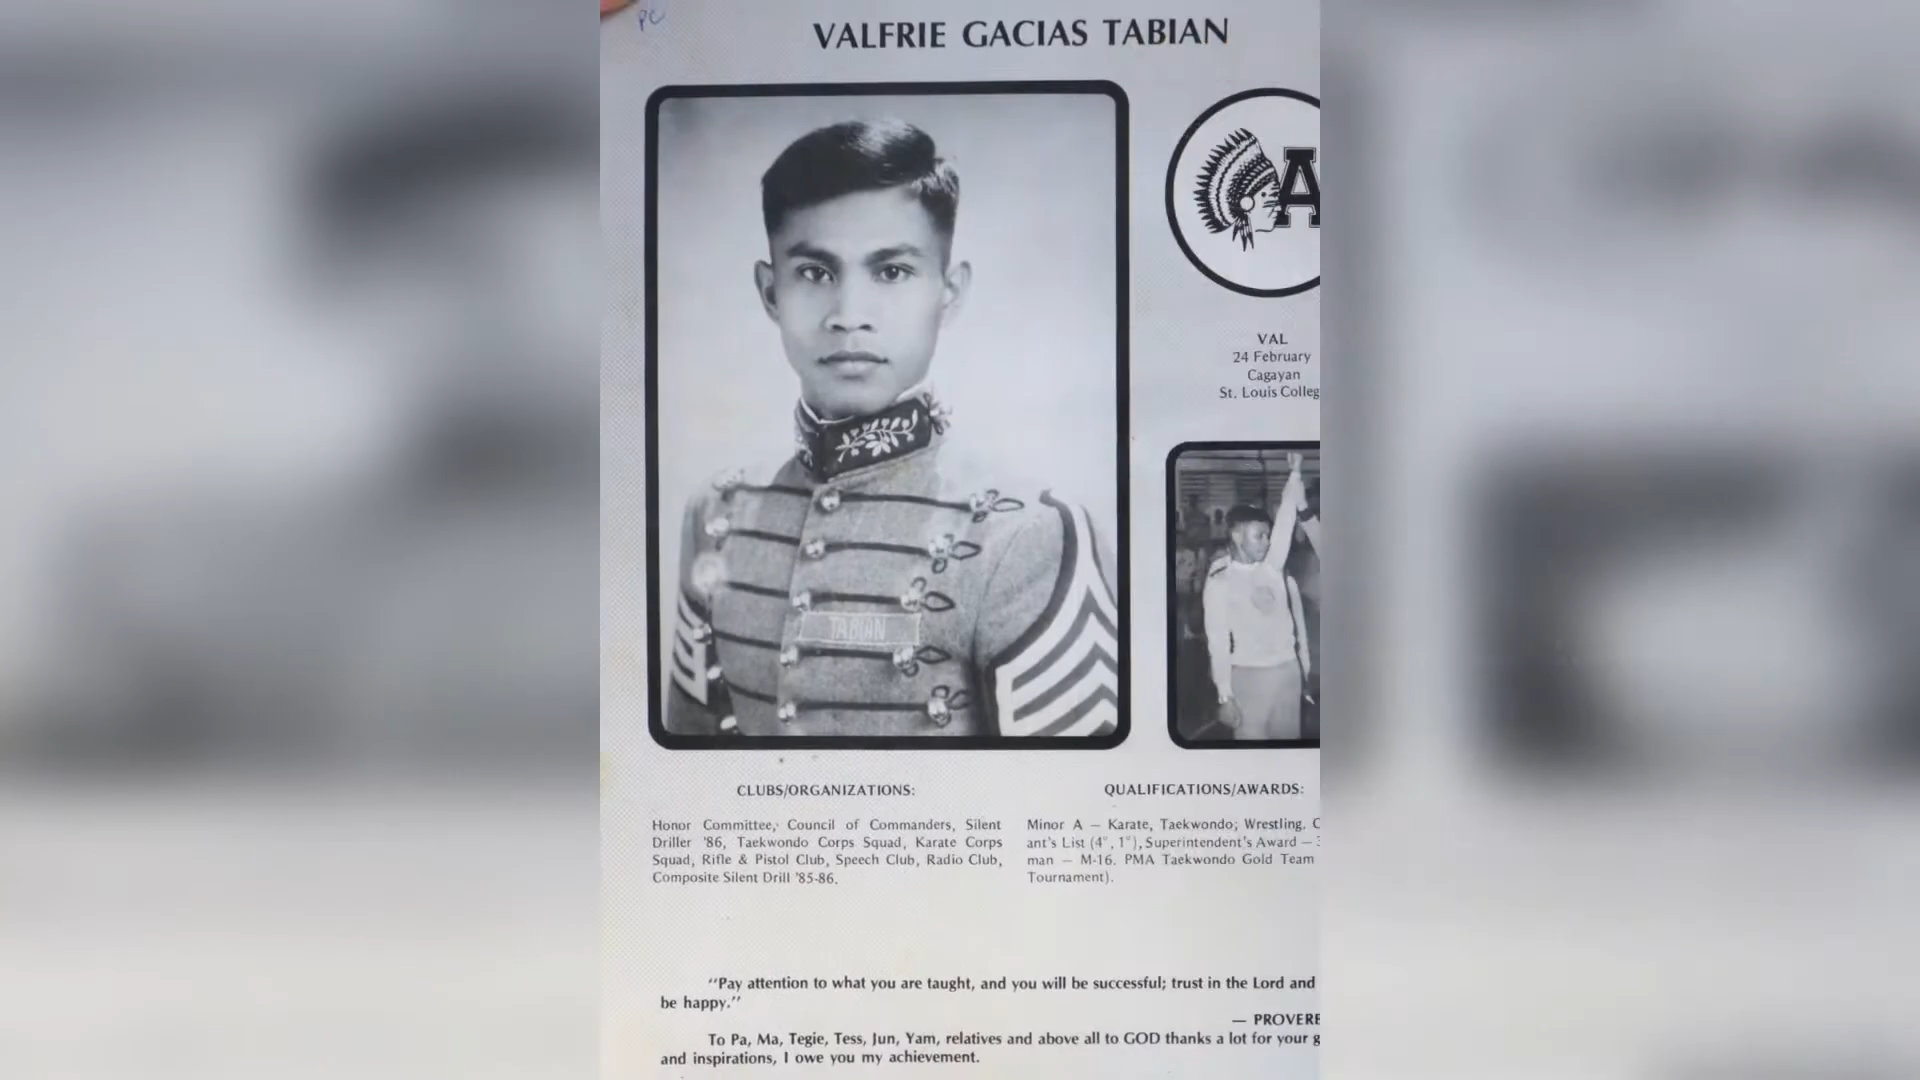 PC
VALFRIE GACIAS TABIAN
A
VAL
24 February
Cagayan
St. Louis Colleg
TABIAN
CLUBS/ORGANIZATIONS:
Honor Committee, Council of Commanders, Silent
Driller '86, Taekwondo Corps Squad, Karate Corps
Squad, Rifle & Pistol Club, Speech Club, Radio Club,
Composite Silent Drill '85-86.
QUALIFICATIONS/AWARDS:
Minor A — Karate, Taekwondo; Wrestling. C
ant's List (4°, 1°), Superintendent's Award —
man — M-16. PMA Taekwondo Gold Team
Tournament).
"Pay attention to what you are taught, and you will be successful; trust in the Lord and
be happy."
— PROVERB
To Pa, Ma, Tegie, Tess, Jun, Yam, relatives and above all to GOD thanks a lot for your g
and inspirations, I owe you my achievement.